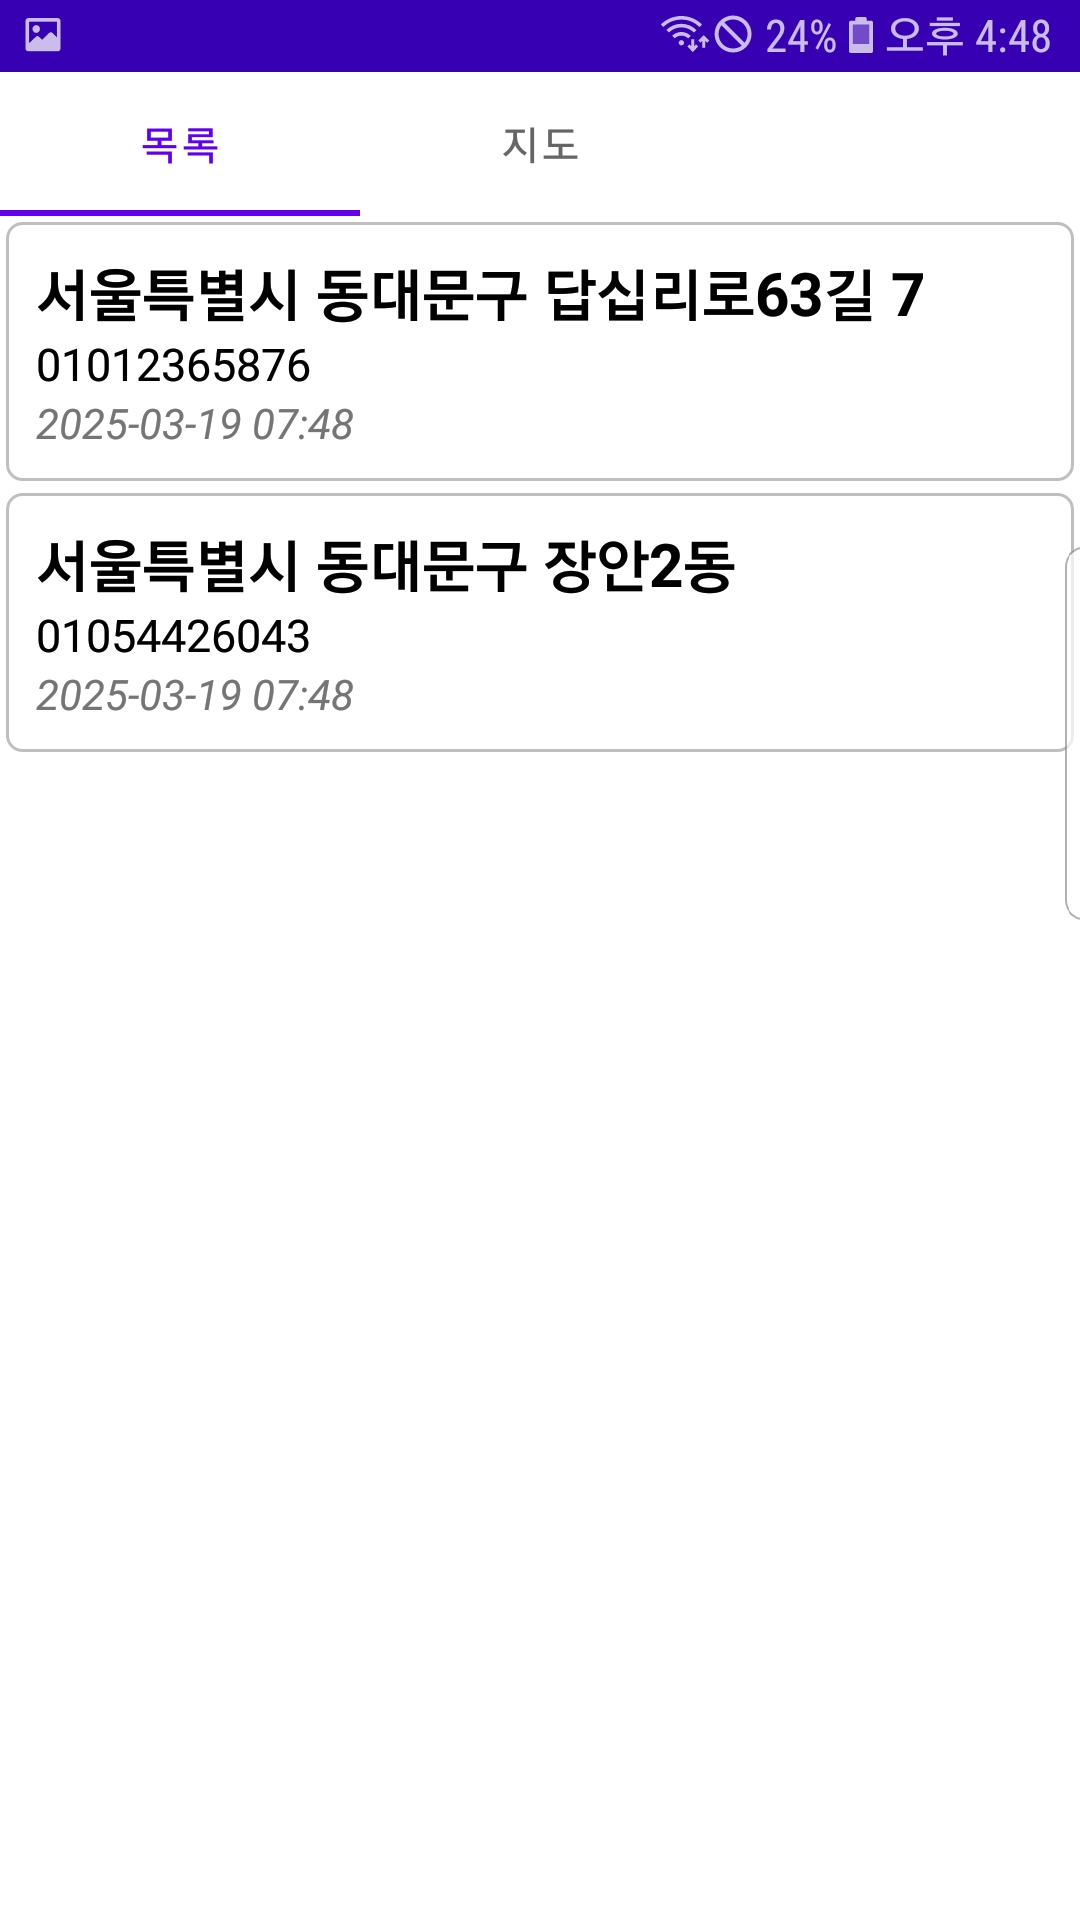 24% 오후 4:48
목록 지도
서울특별시 동대문구 답십리로63길 7
01012365876
2025-03-19 07:48
서울특별시 동대문구 장안2동
01054426043
2025-03-19 07:48